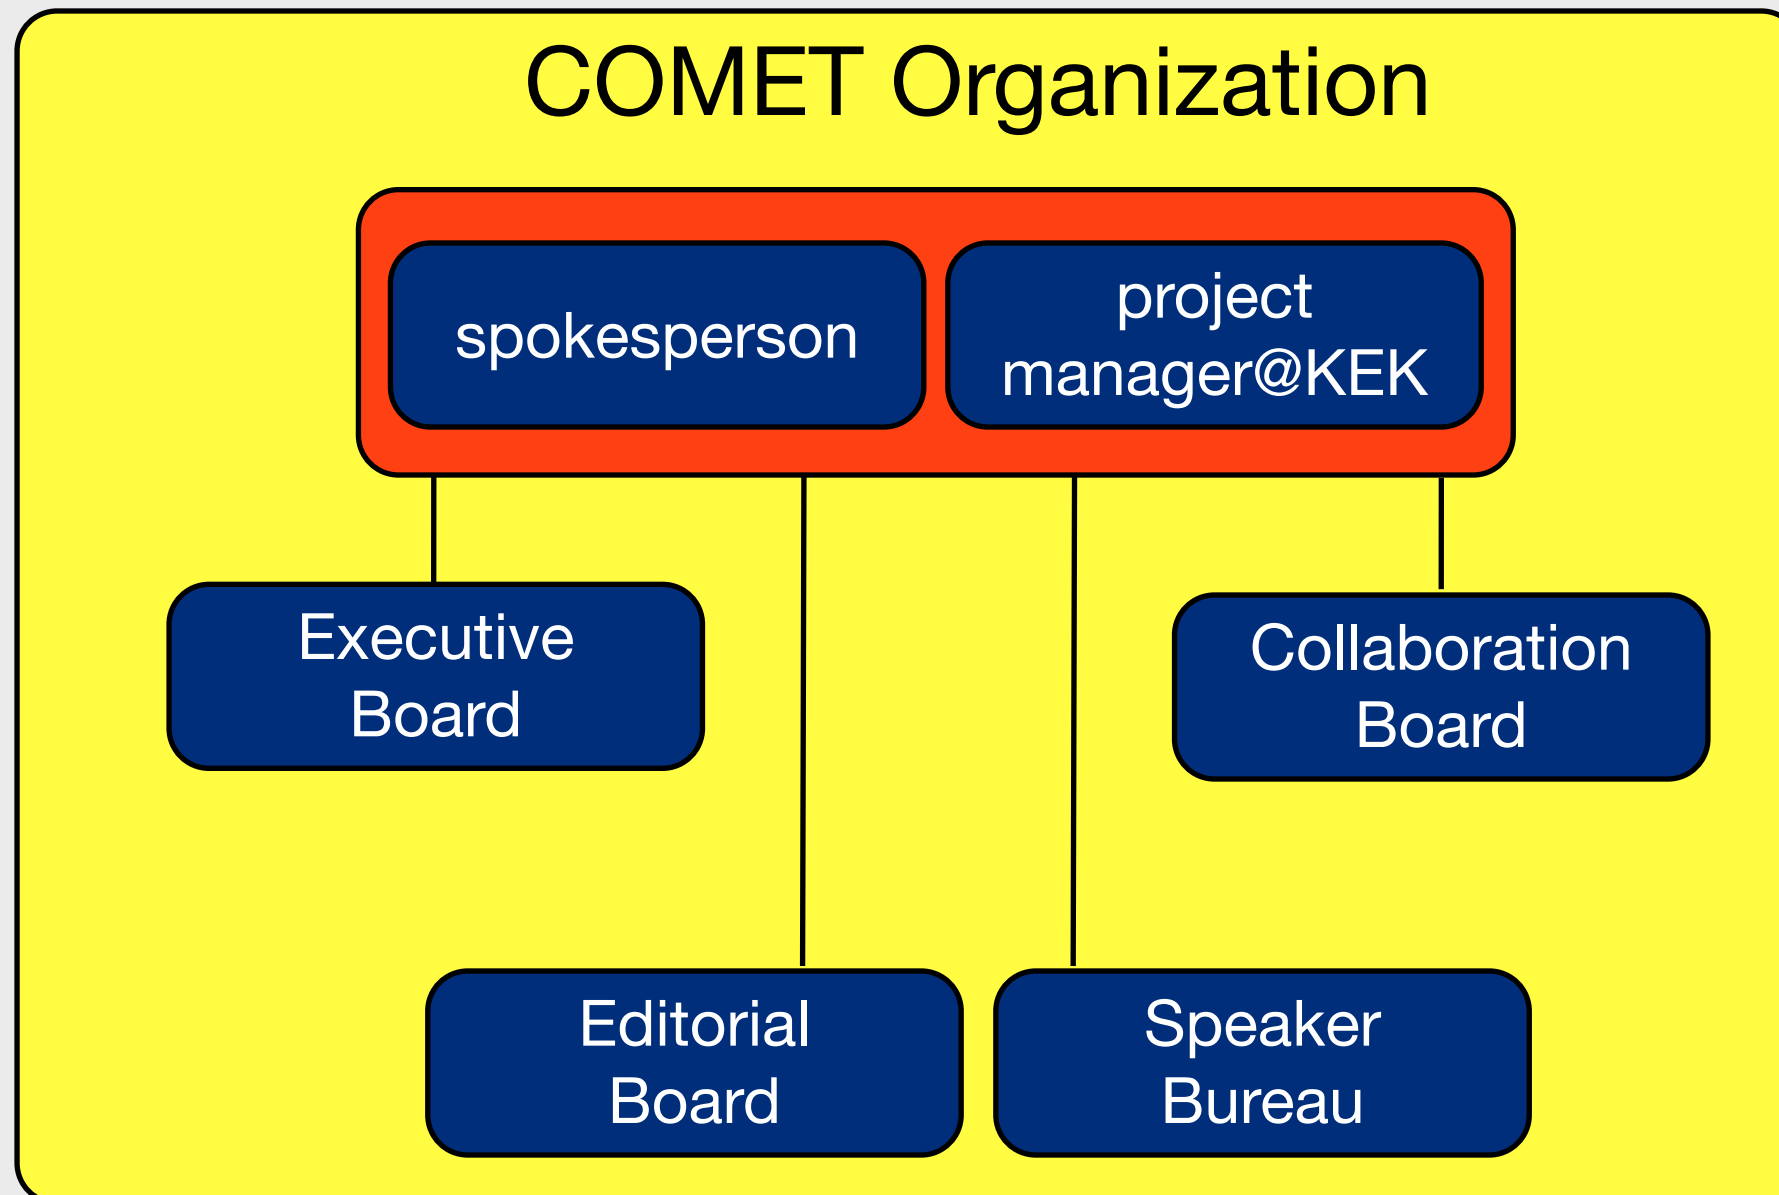 COMET Organization
spokesperson
project
manager@KEK
Executive
Board
Collaboration
Board
Editorial
Board
Speaker
Bureau